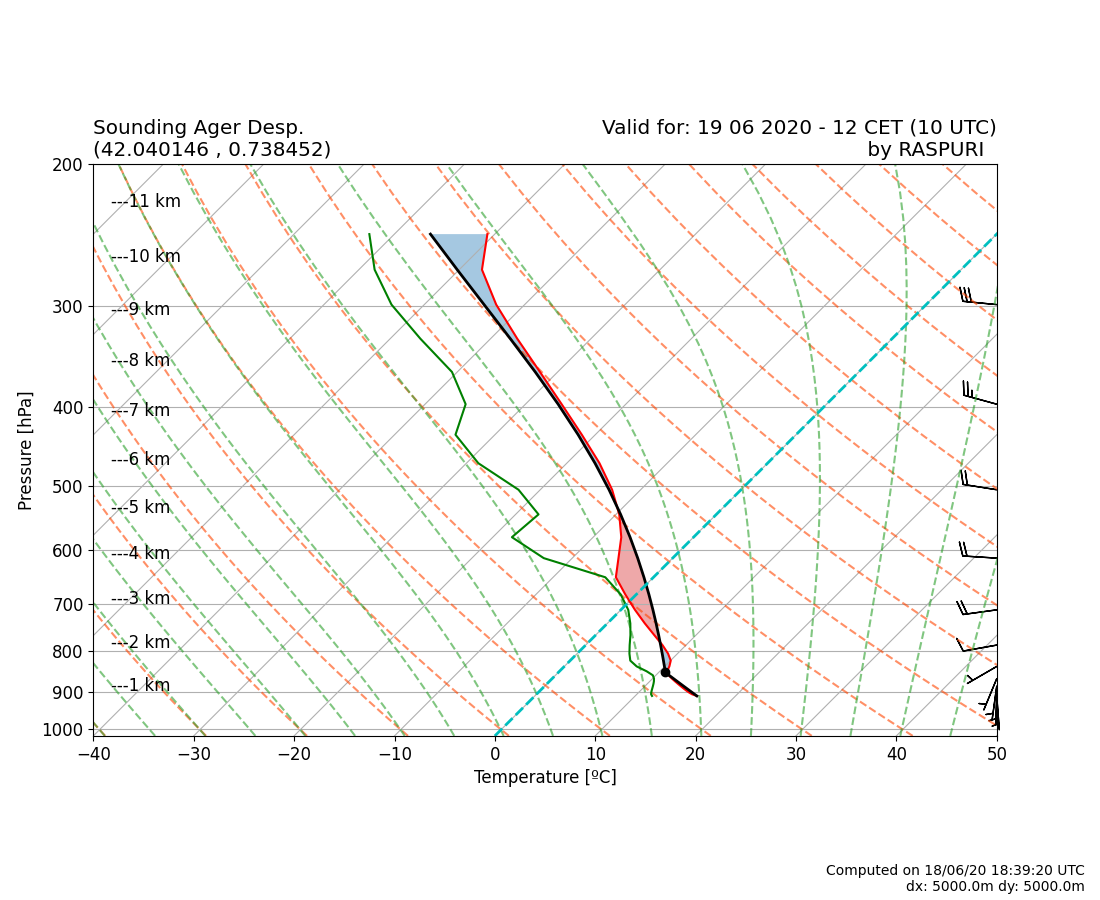 Sounding Ager Desp.
(42.040146 , 0.738452)
Valid for: 19 06 2020 - 12 CET (10 UTC)
by RASPURI
200
300
400
500
600
700
800
900
1000
Pressure [hPa]
---11 km
---10 km
---9 km
---8 km
---7 km
---6 km
---5 km
---4 km
---3 km
---2 km
---1 km
−40 −30 −20 −10 0 10 20 30 40 50
Temperature [ºC]
Computed on 18/06/20 18:39:20 UTC
dx: 5000.0m dy: 5000.0m